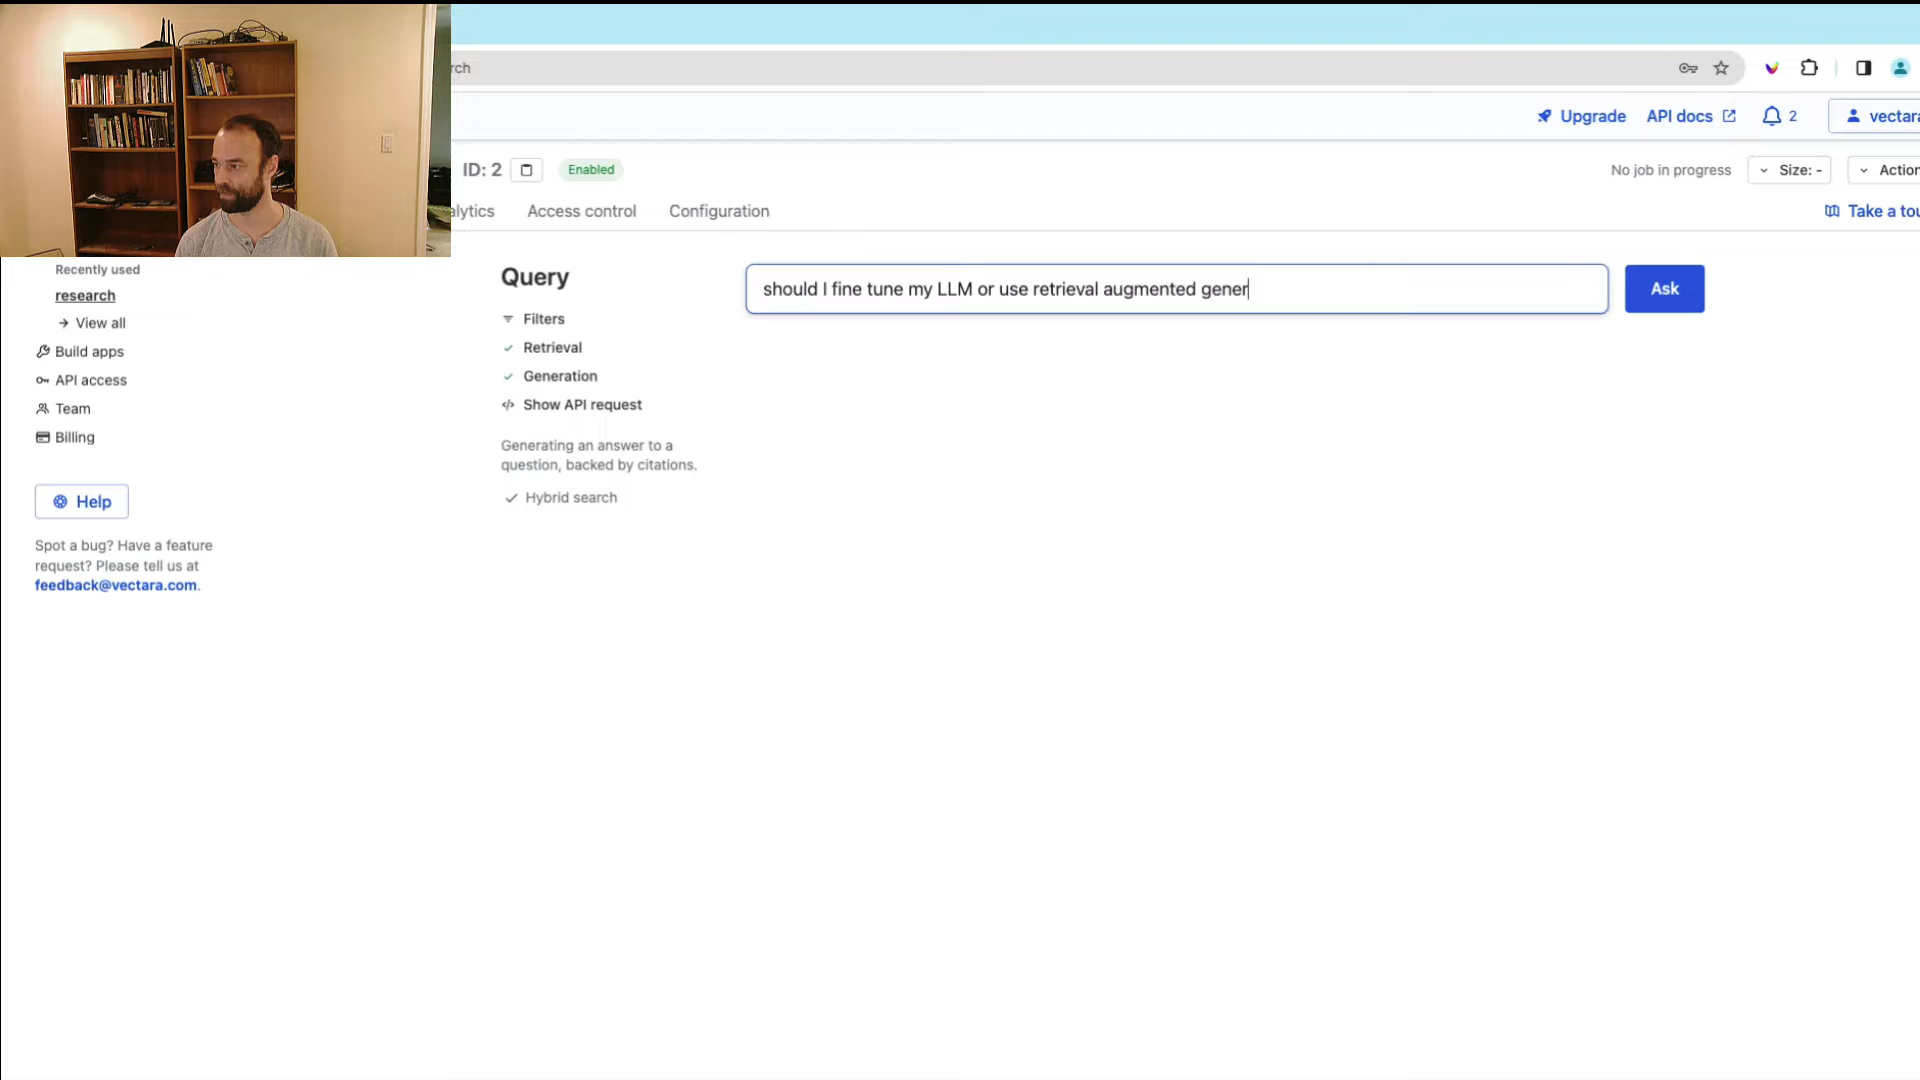 rch
Upgrade
API docs
2
vectara
ID: 2
Enabled
No job in progress
Size: -
Action
alytics
Access control
Configuration
Take a tou
Recently used
research
View all
Build apps
API access
Team
Billing
Help
Spot a bug? Have a feature
request? Please tell us at
feedback@vectara.com.
Query
Filters
Retrieval
Generation
Show API request
Generating an answer to a
question, backed by citations.
Hybrid search
should I fine tune my LLM or use retrieval augmented gener
Ask